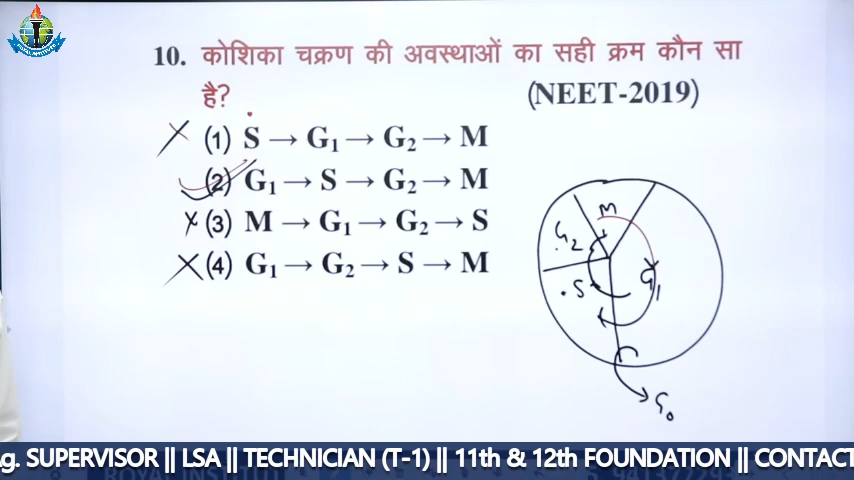 10. कोशिका चक्रण की अवस्थाओं का सही क्रम कौन सा
है? (NEET-2019)
(1) S → G₁ → G₂ → M
(2) G₁ → S → G₂ → M
(3) M → G₁ → G₂ → S
(4) G₁ → G₂ → S → M
M
G₂
G₁
S
G₀
g. SUPERVISOR || LSA || TECHNICIAN (T-1) || 11th & 12th FOUNDATION || CONTACT